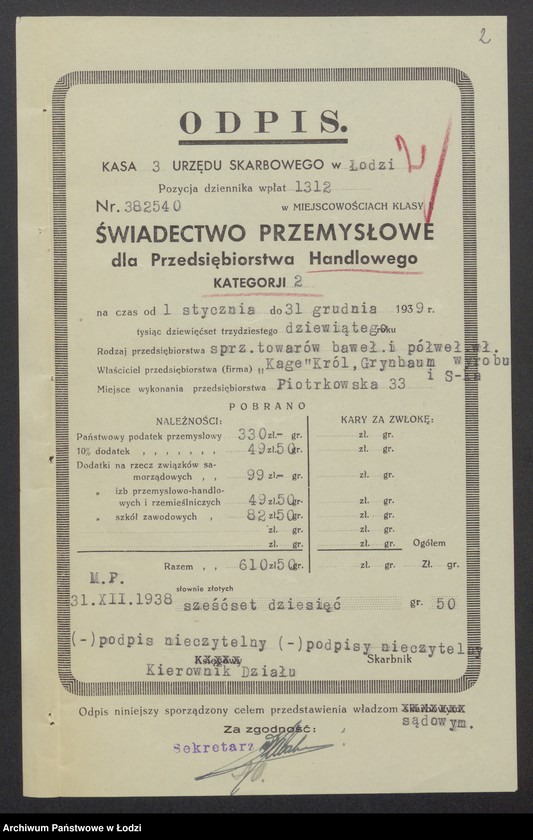 2
ODPIS.
KASA 3 URZĘDU SKARBOWEGO w Łodzi
Pozycja dziennika wpłat 1312
Nr. 382540 w MIEJSCOWOŚCIACH KLASY I
ŚWIADECTWO PRZEMYSŁOWE
dla Przedsiębiorstwa Handlowego
KATEGORJI 2
na czas od 1 stycznia do 31 grudnia 1939 r.
tysiąc dziewięćset trzydziestego dziewiątego roku
Rodzaj przedsiębiorstwa sprz.towarów baweł.i półweł.wł.
wyrobu
Właściciel przedsiębiorstwa (firma) „Kage"Król,Grynbaum i S-ka
Miejsce wykonania przedsiębiorstwa Piotrkowska 33
POBRANO
NALEŻNOŚCI: KARY ZA ZWŁOKĘ:
Państwowy podatek przemysłowy 330 zł.— gr. zł. gr.
10% dodatek , , , , , , , 49 zł.50 gr. zł. gr.
Dodatki na rzecz związków sa-
morządowych , , 99 zł.— gr. zł. gr.
„ izb przemysłowo-handlo-
wych i rzemieślniczych 49 zł.50 gr. zł. gr.
„ szkół zawodowych , 82 zł.50 gr. zł. gr.
zł. gr. zł. gr.
zł. gr. zł. gr. Ogółem
Razem , , 610 zł 50 gr. zł. gr. Zł. gr.
M.P.
słownie złotych
31.XII.1938 sześćset dziesięć gr. 50
(-)podpis nieczytelny (-)podpisy nieczytelny
Księgowy Skarbnik
Kierownik Działu
Odpis niniejszy sporządzony celem przedstawienia władzom skarbowym
sądowym.
Za zgodność:
Sekretarz
Archiwum Państwowe w Łodzi